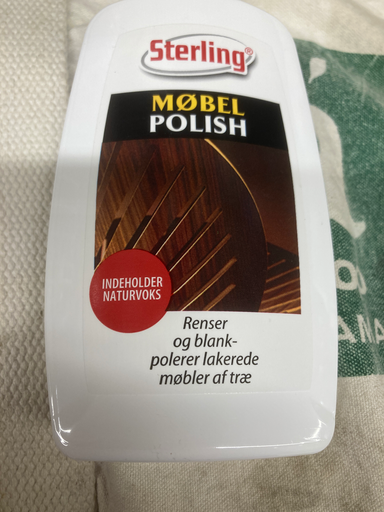 Sterling®
MØBEL
POLISH
INDEHOLDER
NATURVOKS
Renser
og blank-
polerer lakerede
møbler af træ